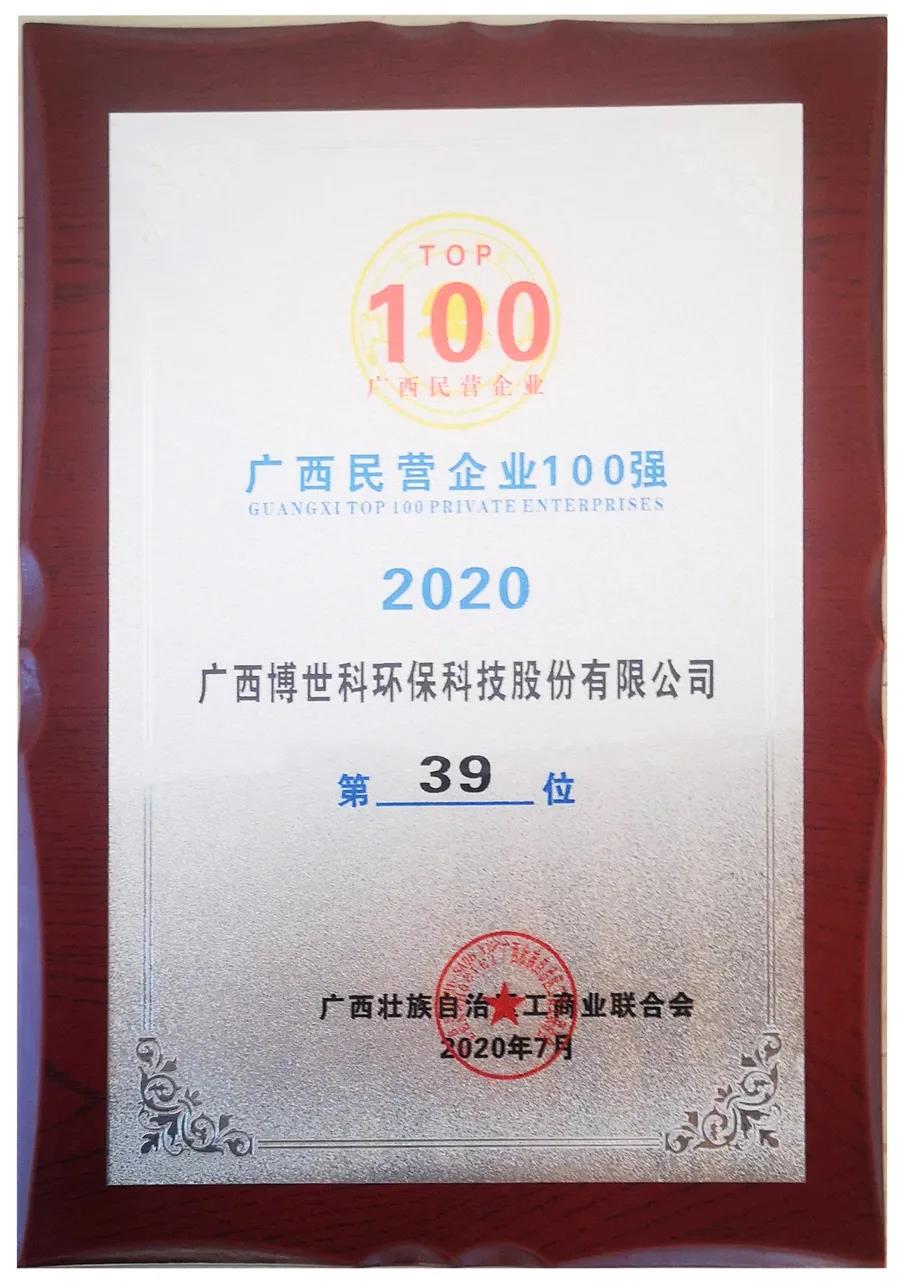 TOP
100
广西民营企业
广西民营企业100强
GUANGXI TOP 100 PRIVATE ENTERPRISES
2020
广西博世科环保科技股份有限公司
第 39 位
广西壮族自治区工商业联合会
2020年7月